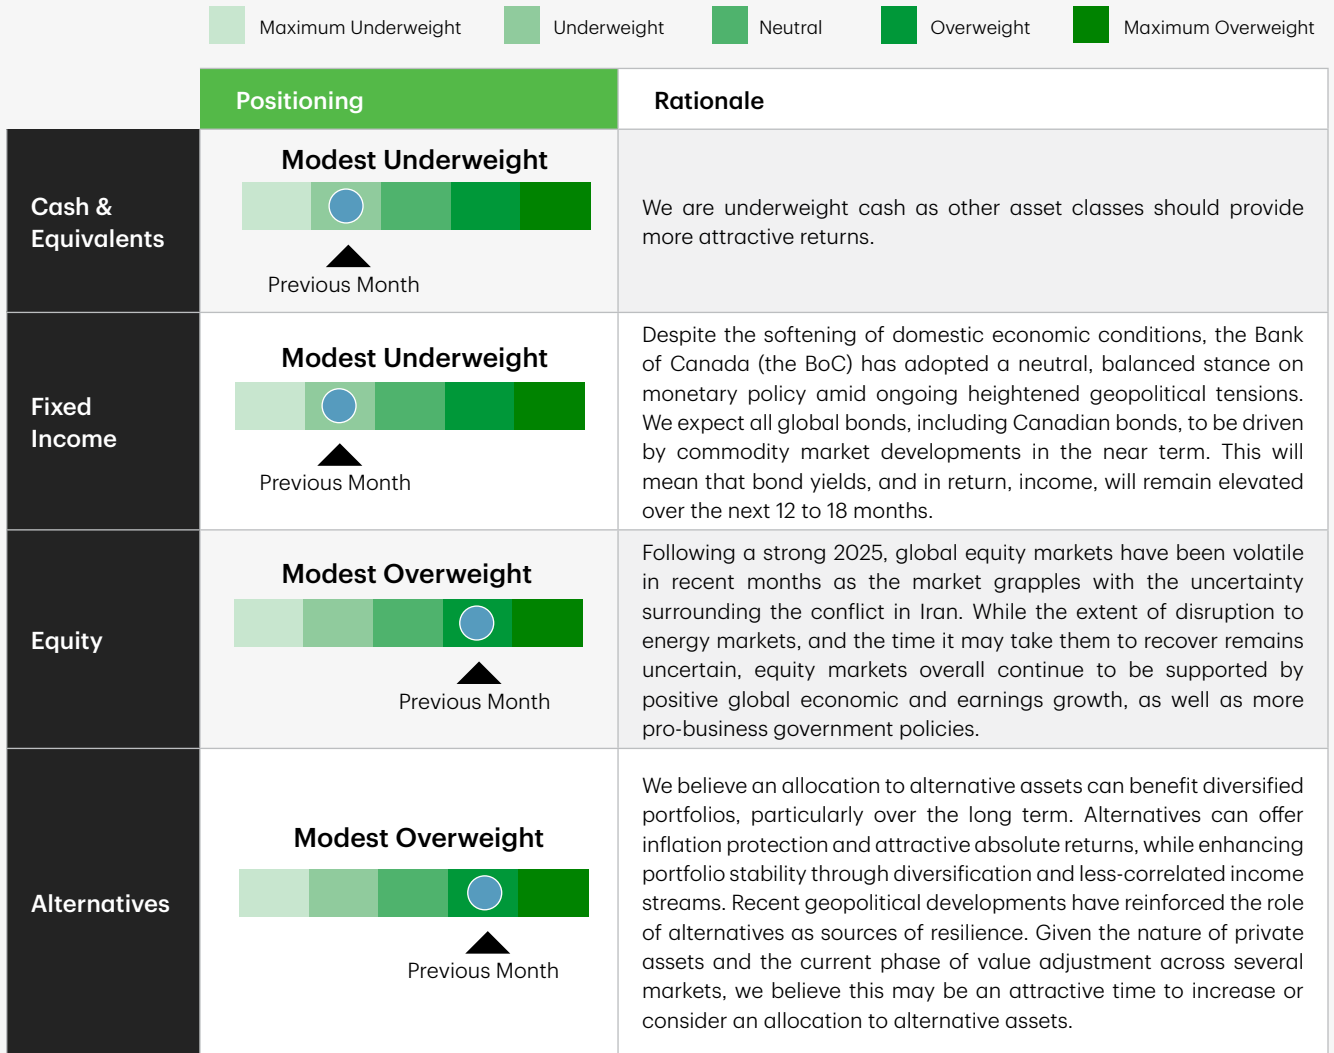 Maximum Underweight
Underweight
Neutral
Overweight
Maximum Overweight
Positioning
Rationale
Cash &
Equivalents
Modest Underweight
Previous Month
We are underweight cash as other asset classes should provide
more attractive returns.
Fixed
Income
Modest Underweight
Previous Month
Despite the softening of domestic economic conditions, the Bank
of Canada (the BoC) has adopted a neutral, balanced stance on
monetary policy amid ongoing heightened geopolitical tensions.
We expect all global bonds, including Canadian bonds, to be driven
by commodity market developments in the near term. This will
mean that bond yields, and in return, income, will remain elevated
over the next 12 to 18 months.
Equity
Modest Overweight
Previous Month
Following a strong 2025, global equity markets have been volatile
in recent months as the market grapples with the uncertainty
surrounding the conflict in Iran. While the extent of disruption to
energy markets, and the time it may take them to recover remains
uncertain, equity markets overall continue to be supported by
positive global economic and earnings growth, as well as more
pro-business government policies.
Alternatives
Modest Overweight
Previous Month
We believe an allocation to alternative assets can benefit diversified
portfolios, particularly over the long term. Alternatives can offer
inflation protection and attractive absolute returns, while enhancing
portfolio stability through diversification and less-correlated income
streams. Recent geopolitical developments have reinforced the role
of alternatives as sources of resilience. Given the nature of private
assets and the current phase of value adjustment across several
markets, we believe this may be an attractive time to increase or
consider an allocation to alternative assets.